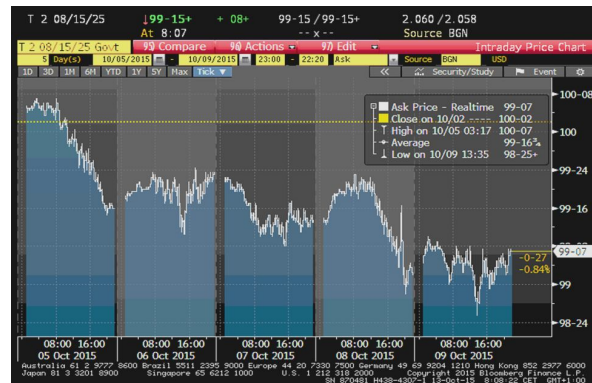 T 2 08/15/25 ↓99-15+ + 08+ 99-15/99-15+ 2.060/2.058
At 8:07 -- x -- Source BGN
T 2 08/15/25 Govt 95) Compare 96) Actions 97) Edit Intraday Price Chart
5 Day(s) 10/05/2015 - 10/09/2015 23:00 - 22:20 Ask Source BGN USD
1D 3D 1M 6M YTD 1Y 5Y Max Tick ▼ « Security/Study Event
100-08
Ask Price - Realtime 99-07
Close on 10/02 ---- 100-02
High on 10/05 03:17 100-07
Average 99-16¾
Low on 10/09 13:35 98-25+
100
99-24
99-16
99-07
-0-27
-0.84%
99
98-24
08:00 16:00 08:00 16:00 08:00 16:00 08:00 16:00 08:00 16:00
05 Oct 2015 06 Oct 2015 07 Oct 2015 08 Oct 2015 09 Oct 2015
Australia 61 2 9777 8600 Brazil 5511 2395 9000 Europe 44 20 7330 7500 Germany 49 69 9204 1210 Hong Kong 852 2977 6000
Japan 81 3 3201 8900 Singapore 65 6212 1000 U.S. 1 212 318 2000 Copyright 2015 Bloomberg Finance L.P.
SN 870481 H438-4307-1 13-Oct-15 8:08:22 CET GMT+1:00